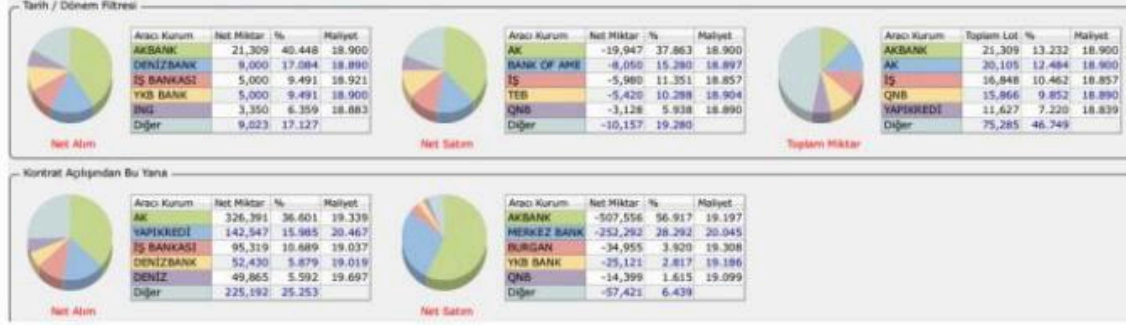 Tarih / Dönem Filtresi
Aracı Kurum Net Miktar % Maliyet
AKBANK 21,309 40.448 18.900
DENİZBANK 9,000 17.084 18.890
İŞ BANKASI 5,000 9.491 18.921
YKB BANK 5,000 9.491 18.900
ING 3,350 6.359 18.883
Diğer 9,023 17.127
Net Alım
Aracı Kurum Net Miktar % Maliyet
AK -19,947 37.863 18.900
BANK OF AME -8,050 15.280 18.897
İŞ -5,980 11.351 18.857
TEB -5,420 10.288 18.904
QNB -3,128 5.938 18.890
Diğer -10,157 19.280
Net Satım
Aracı Kurum Toplam Lot % Maliyet
AKBANK 21,309 13.232 18.900
AK 20,105 12.484 18.900
İŞ 16,848 10.462 18.857
QNB 15,866 9.852 18.890
YAPIKREDİ 11,627 7.220 18.839
Diğer 75,285 46.749
Toplam Miktar
Kontrat Açılışından Bu Yana
Aracı Kurum Net Miktar % Maliyet
AK 326,391 36.601 19.339
YAPIKREDİ 142,547 15.985 20.467
İŞ BANKASI 95,319 10.689 19.037
DENİZBANK 52,430 5.879 19.019
DENİZ 49,865 5.592 19.697
Diğer 225,192 25.253
Net Alım
Aracı Kurum Net Miktar % Maliyet
AKBANK -507,556 56.917 19.197
MERKEZ BANK -252,292 28.292 20.045
BURGAN -34,955 3.920 19.308
YKB BANK -25,121 2.817 19.186
QNB -14,399 1.615 19.099
Diğer -57,421 6.439
Net Satım